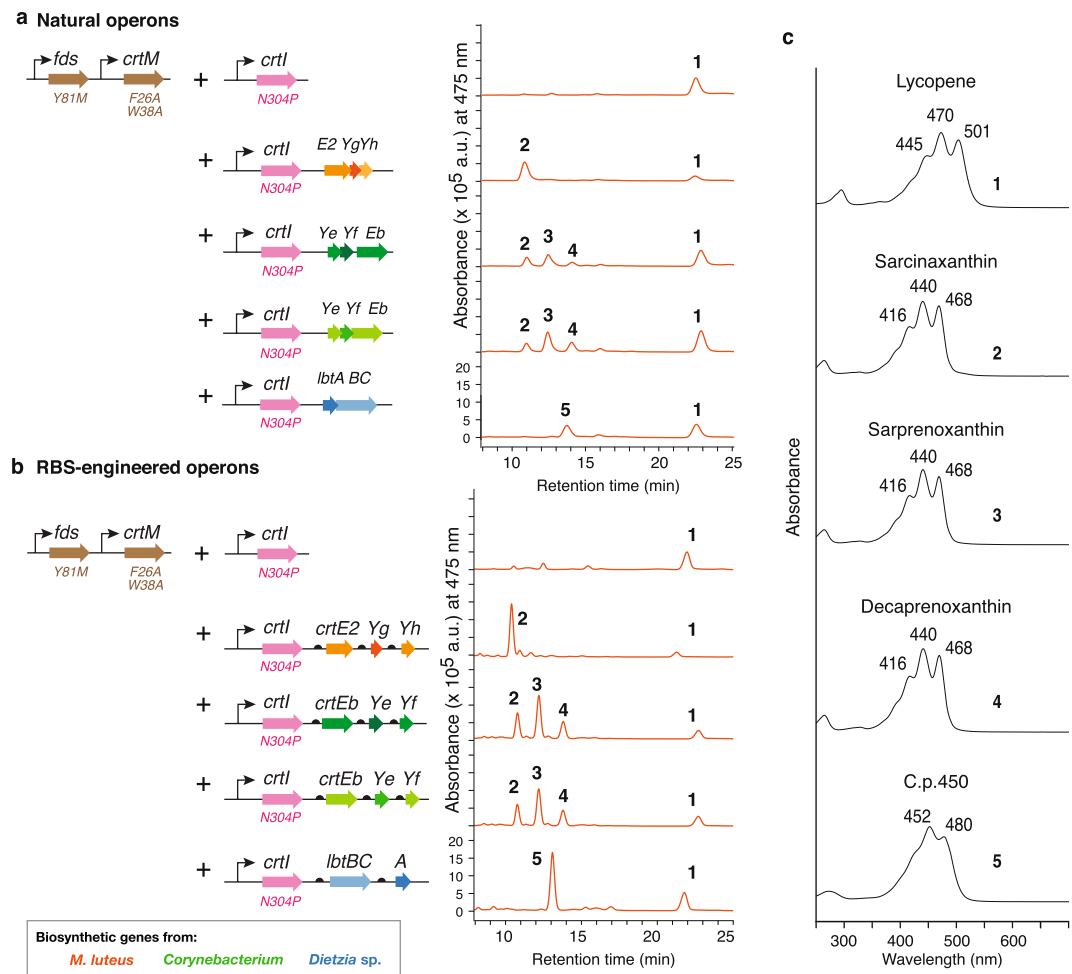 a Natural operons
fds crtM + crtI
Y81M F26A W38A N304P
+ crtI E2 YgYh
N304P
+ crtI Ye Yf Eb
N304P
+ crtI Ye Yf Eb
N304P
+ crtI lbtA BC
N304P
Absorbance (x 10⁵ a.u.) at 475 nm
1
2 1
2 3 4 1
2 3 4 1
5 1
20
15
10
5
0
10 15 20 25
Retention time (min)
b RBS-engineered operons
fds crtM + crtI
Y81M F26A W38A N304P
+ crtI crtE2 Yg Yh
N304P
+ crtI crtEb Ye Yf
N304P
+ crtI crtEb Ye Yf
N304P
+ crtI lbtBC A
N304P
Biosynthetic genes from:
M. luteus Corynebacterium Dietzia sp.
Absorbance (x 10⁵ a.u.) at 475 nm
1
2 1
2 3 4 1
2 3 4 1
5 1
20
15
10
5
0
10 15 20 25
Retention time (min)
c
Absorbance
Lycopene
445 470 501
1
Sarcinaxanthin
416 440 468
2
Sarprenoxanthin
416 440 468
3
Decaprenoxanthin
416 440 468
4
C.p.450
452 480
5
300 400 500 600
Wavelength (nm)